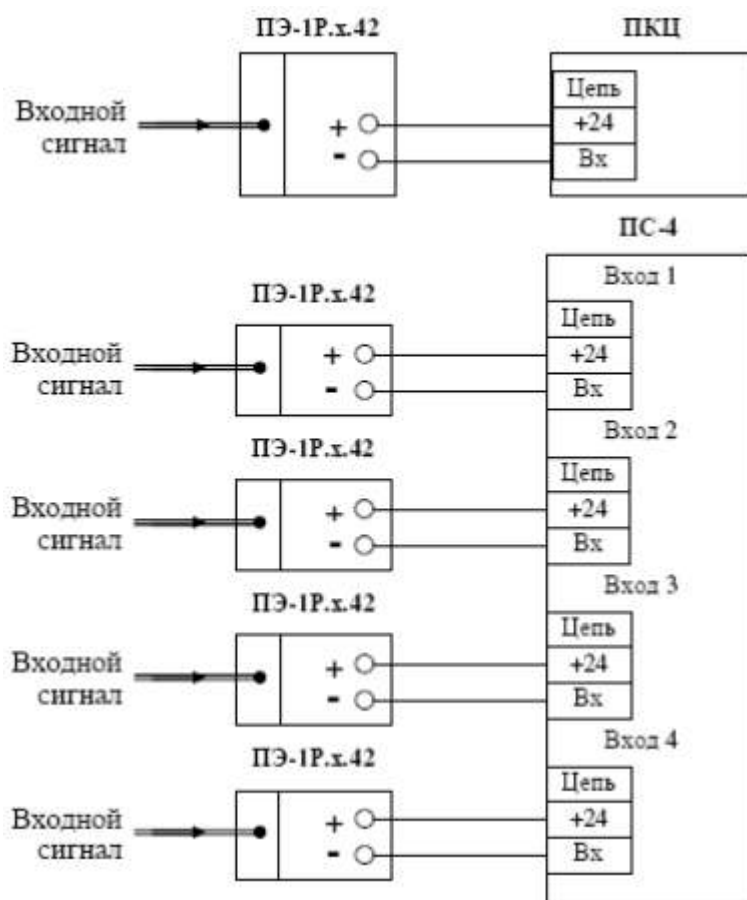 ПЭ-1Р.х.42
ПКЦ
Входной
сигнал
+
-
Цепь
+24
Вх
ПС-4
Вход 1
ПЭ-1Р.х.42
Входной
сигнал
+
-
Цепь
+24
Вх
Вход 2
ПЭ-1Р.х.42
Входной
сигнал
+
-
Цепь
+24
Вх
Вход 3
ПЭ-1Р.х.42
Входной
сигнал
+
-
Цепь
+24
Вх
Вход 4
ПЭ-1Р.х.42
Входной
сигнал
+
-
Цепь
+24
Вх